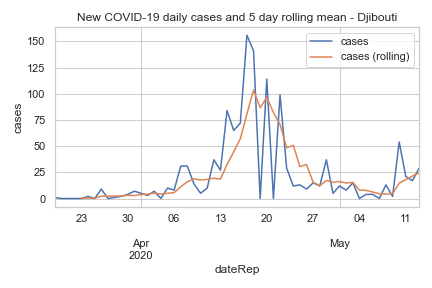 New COVID-19 daily cases and 5 day rolling mean - Djibouti
cases
cases (rolling)
150
125
100
75
50
25
0
cases
23 30 06 13 20 27 04 11
Apr May
2020
dateRep